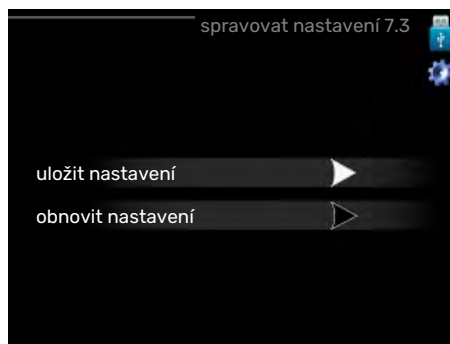 spravovat nastavení 7.3
uložit nastavení
obnovit nastavení